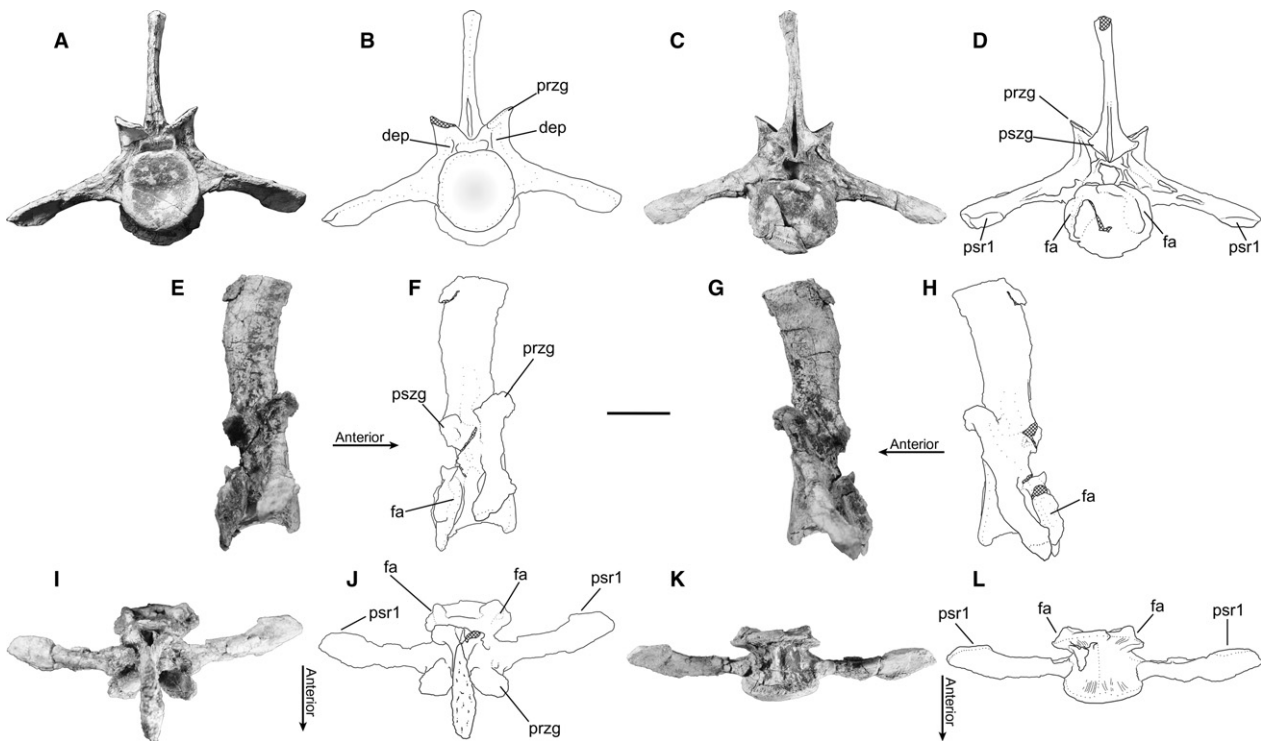 A
B
C
D
przg
dep
dep
przg
pszg
psr1
fa
fa
psr1
E
F
G
H
przg
pszg
Anterior
Anterior
fa
fa
I
J
K
L
fa
fa
psr1
psr1
fa
fa
psr1
psr1
Anterior
Anterior
przg